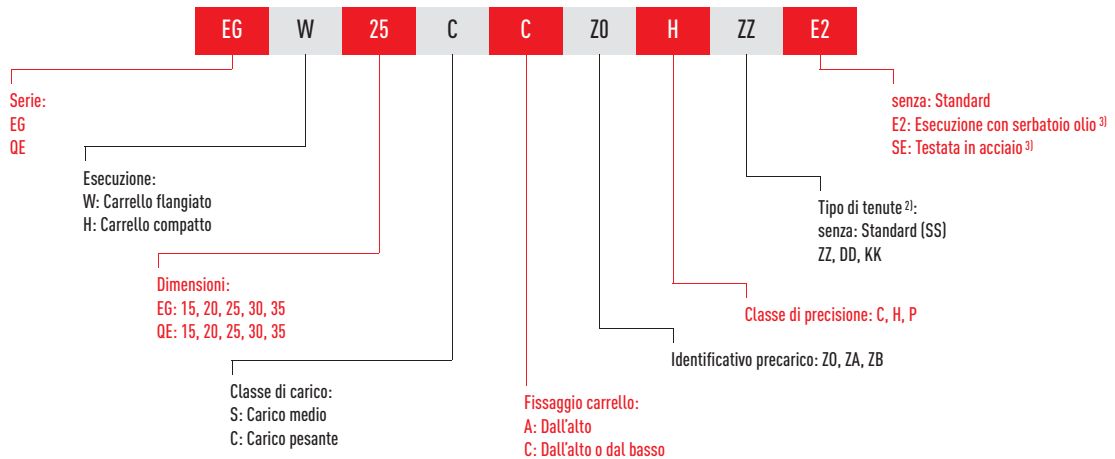 EG W 25 C C Z0 H ZZ E2
Serie:
EG
QE
senza: Standard
E2: Esecuzione con serbatoio olio 3)
SE: Testata in acciaio 3)
Esecuzione:
W: Carrello flangiato
H: Carrello compatto
Tipo di tenute 2):
senza: Standard (SS)
ZZ, DD, KK
Dimensioni:
EG: 15, 20, 25, 30, 35
QE: 15, 20, 25, 30, 35
Classe di precisione: C, H, P
Identificativo precarico: Z0, ZA, ZB
Classe di carico:
S: Carico medio
C: Carico pesante
Fissaggio carrello:
A: Dall'alto
C: Dall'alto o dal basso